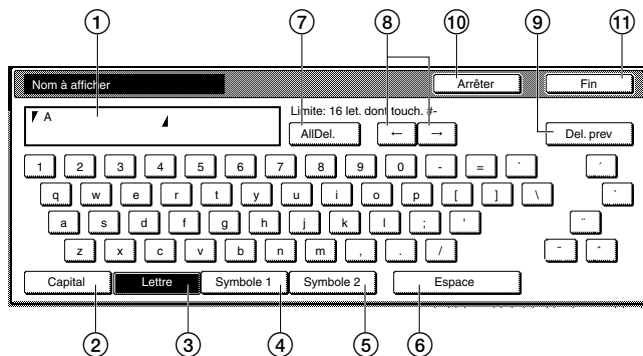 1 7 8 10 9 11
Nom à afficher Arrêter Fin
A Limite: 16 let. dont touch. #-
AllDel. ← → Del. prev
1 2 3 4 5 6 7 8 9 0 - = ` ´
q w e r t y u i o p [ ] \ `
a s d f g h j k l ; ' ¨
z x c v b n m , . / ~ ^
Capital Lettre Symbole 1 Symbole 2 Espace
2 3 4 5 6